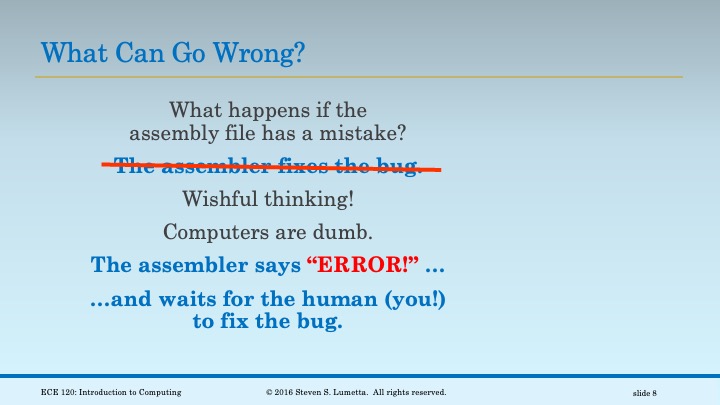 What Can Go Wrong?
What happens if the
assembly file has a mistake?
The assembler fixes the bug.
Wishful thinking!
Computers are dumb.
The assembler says “ERROR!” …
…and waits for the human (you!)
to fix the bug.
ECE 120: Introduction to Computing
© 2016 Steven S. Lumetta.  All rights reserved.
slide 8